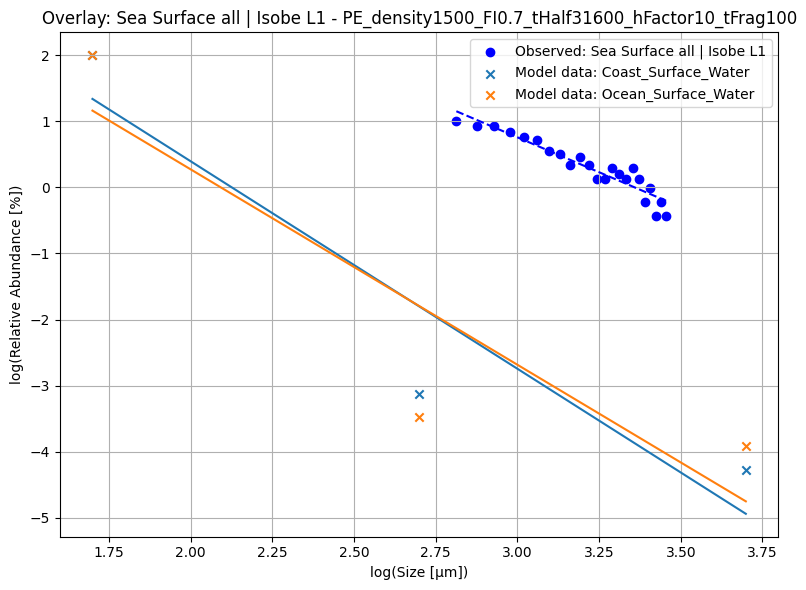 Overlay: Sea Surface all | Isobe L1 - PE_density1500_FI0.7_tHalf31600_hFactor10_tFrag100
Observed: Sea Surface all | Isobe L1
Model data: Coast_Surface_Water
Model data: Ocean_Surface_Water
log(Relative Abundance [%])
2
1
0
−1
−2
−3
−4
−5
1.75
2.00
2.25
2.50
2.75
3.00
3.25
3.50
3.75
log(Size [μm])